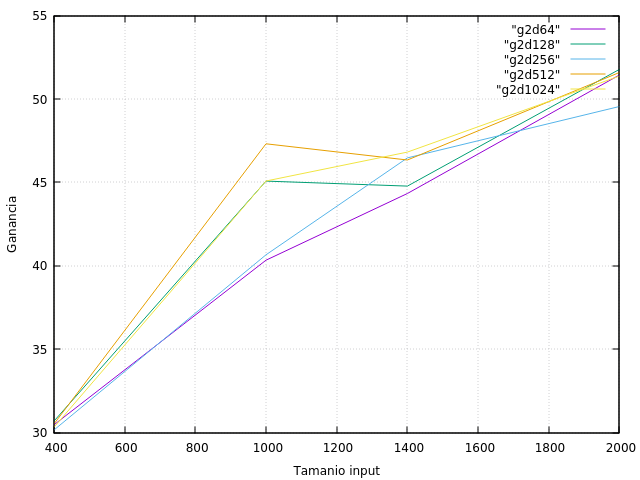 55
50
45
40
35
30
Ganancia
"g2d64"
"g2d128"
"g2d256"
"g2d512"
"g2d1024"
400 600 800 1000 1200 1400 1600 1800 2000
Tamanio input